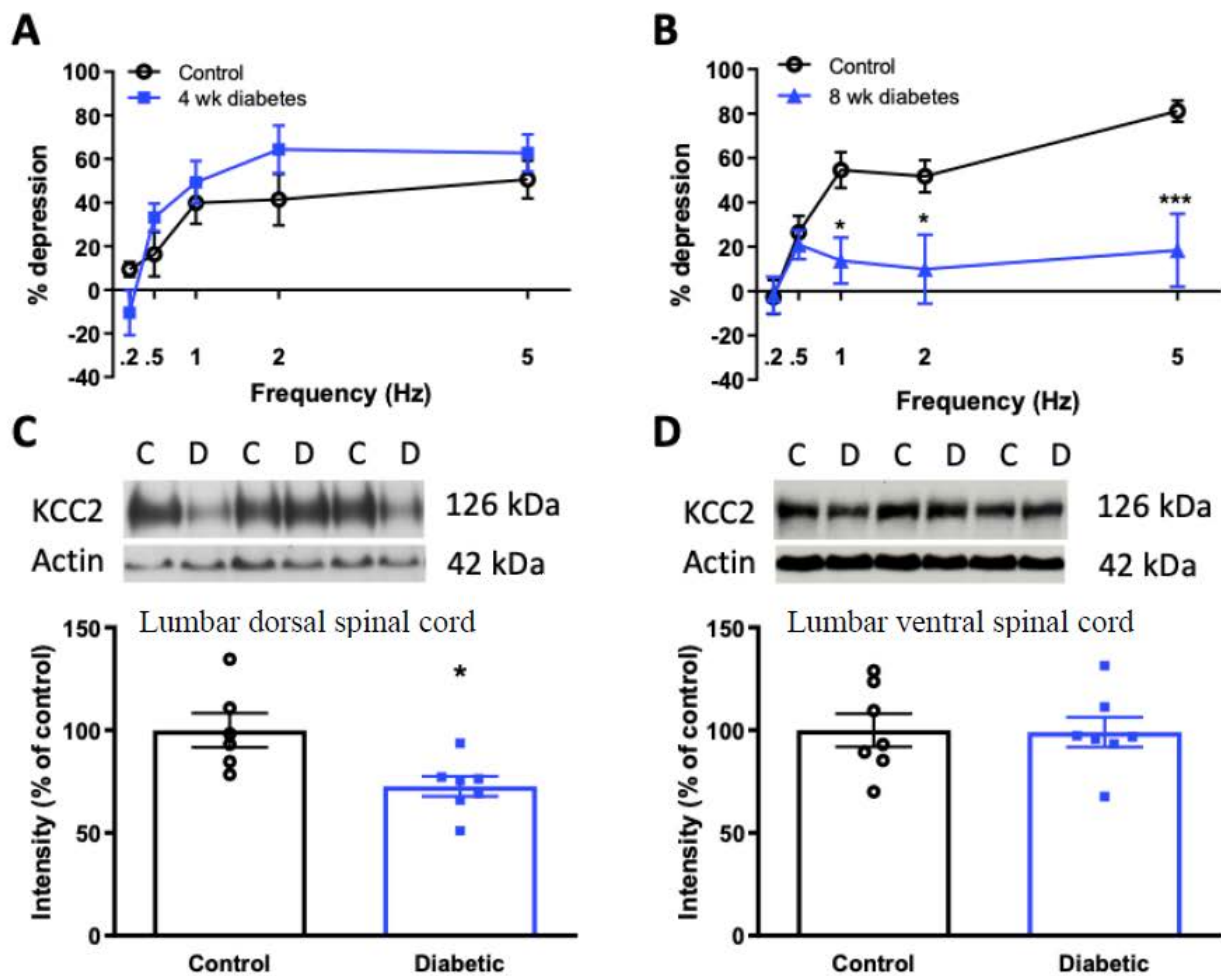 A
Control
4 wk diabetes
100
80
60
40
20
0
-20
-40
% depression
.2 .5 1 2 5
Frequency (Hz)
B
Control
8 wk diabetes
100
80
60
40
20
0
-20
-40
% depression
* * ***
.2 .5 1 2 5
Frequency (Hz)
C
C D C D C D
KCC2 126 kDa
Actin 42 kDa
Lumbar dorsal spinal cord
150
100
50
0
Intensity (% of control)
*
Control Diabetic
D
C D C D C D
KCC2 126 kDa
Actin 42 kDa
Lumbar ventral spinal cord
150
100
50
0
Intensity (% of control)
Control Diabetic